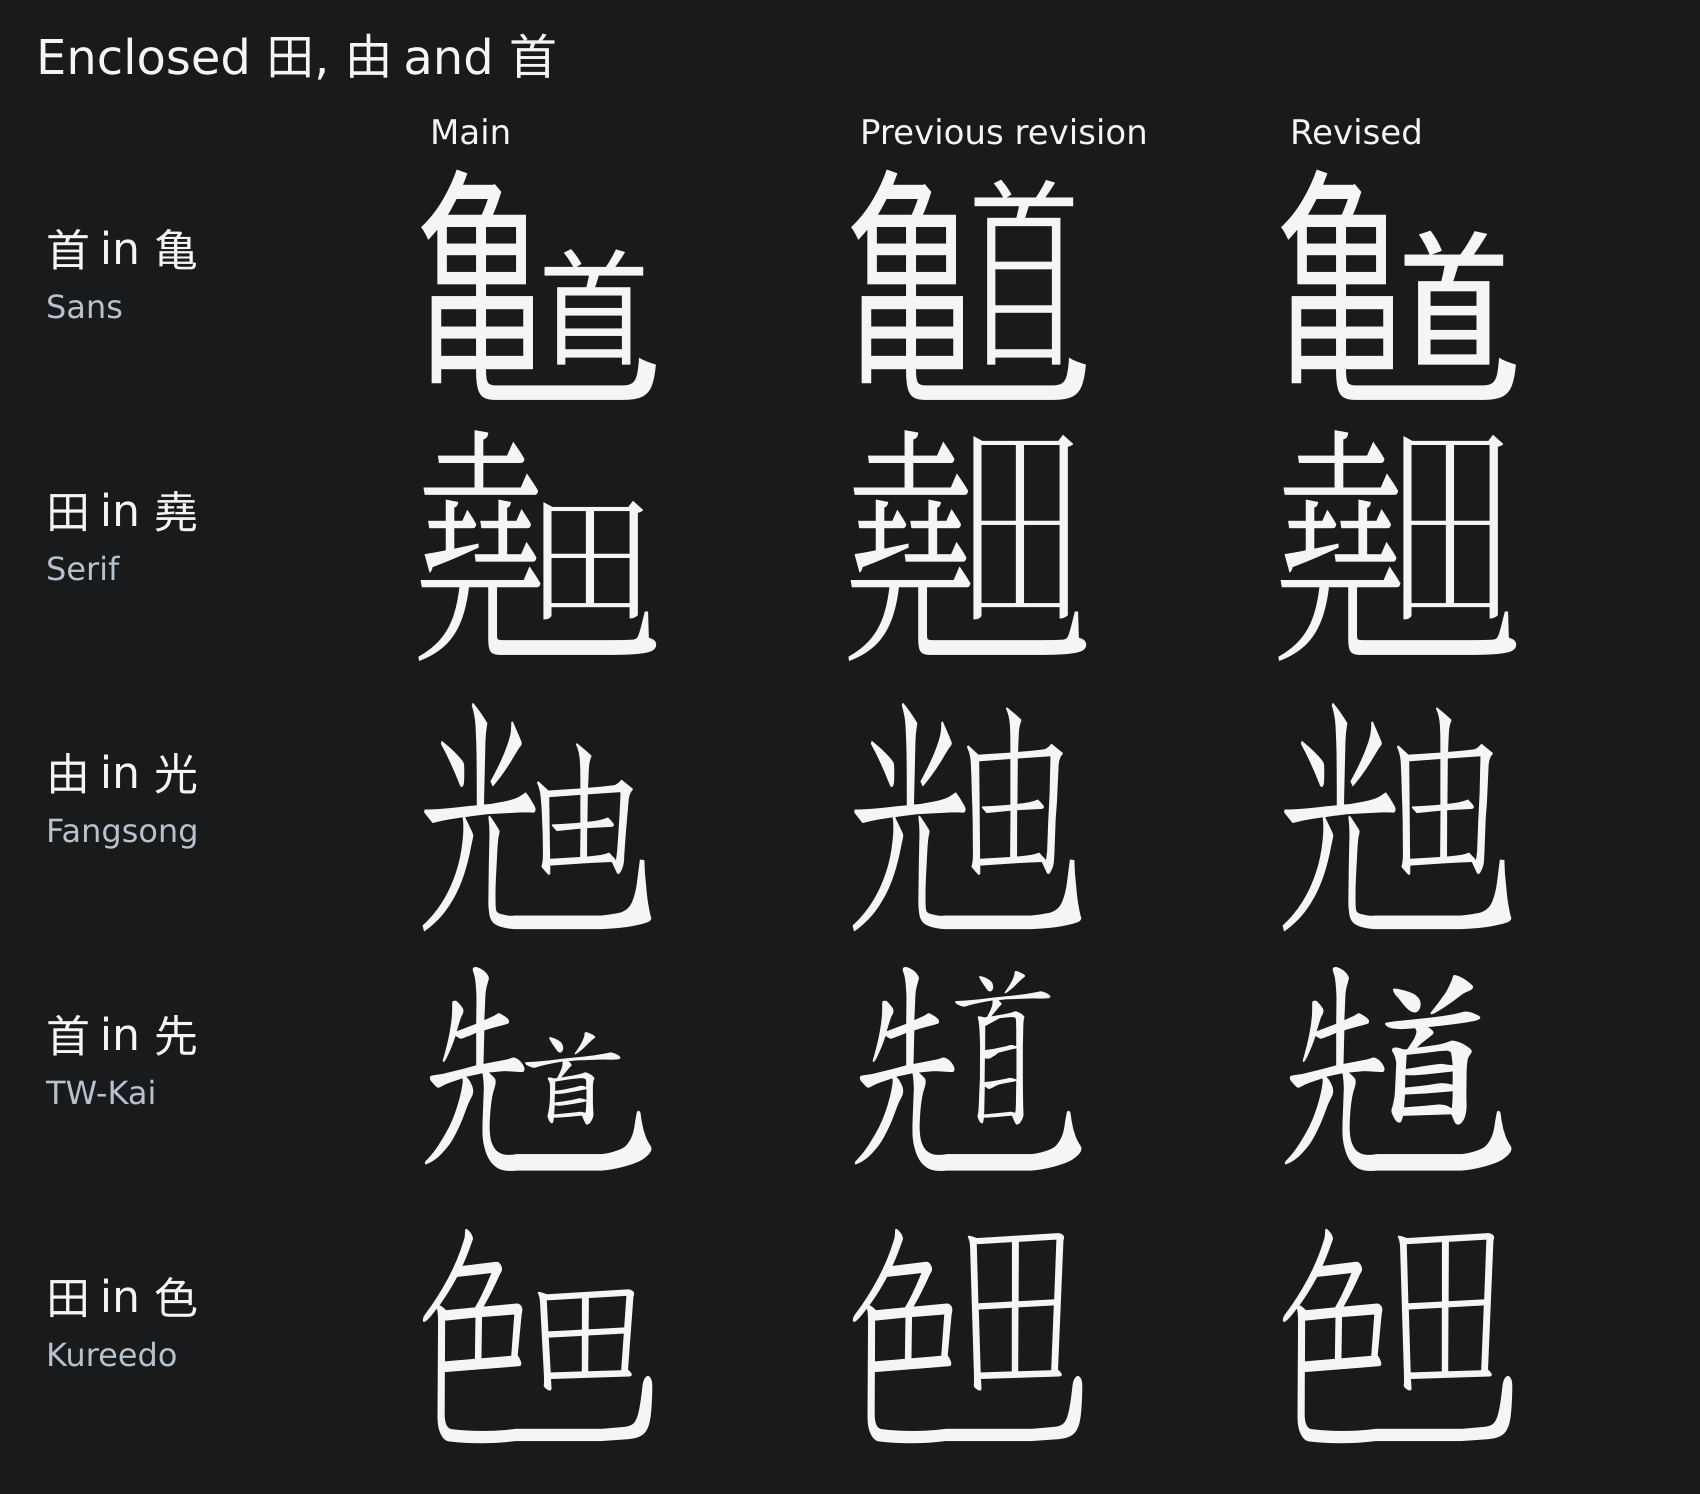 Enclosed 田, 由 and 首
Main Previous revision Revised
首 in 亀
Sans
田 in 堯
Serif
由 in 光
Fangsong
首 in 先
TW-Kai
田 in 色
Kureedo